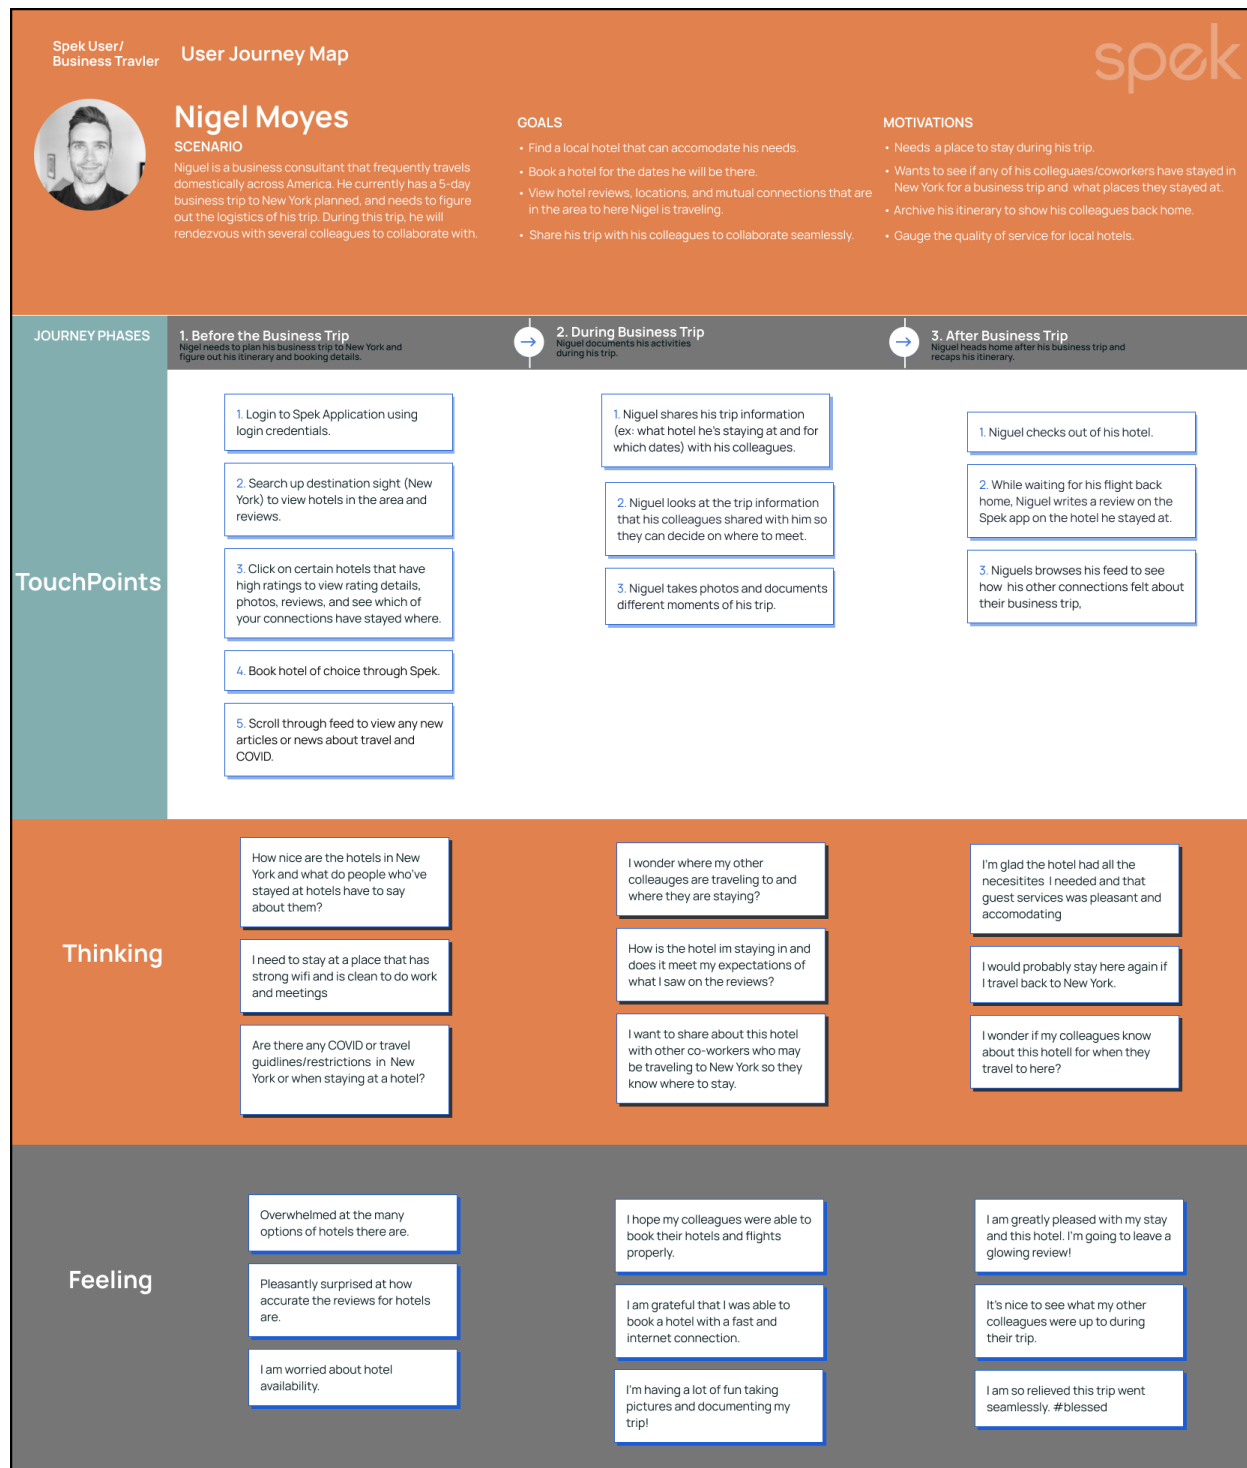 Spek User/
Business Travler
User Journey Map
spek
Nigel Moyes
SCENARIO
Niguel is a business consultant that frequently travels
domestically across America. He currently has a 5-day
business trip to New York planned, and needs to figure
out the logistics of his trip. During this trip, he will
rendezvous with several colleagues to collaborate with.
GOALS
• Find a local hotel that can accomodate his needs.
• Book a hotel for the dates he will be there.
• View hotel reviews, locations, and mutual connections that are
in the area to here Nigel is traveling.
• Share his trip with his colleagues to collaborate seamlessly.
MOTIVATIONS
• Needs a place to stay during his trip.
• Wants to see if any of his collegues/coworkers have stayed in
New York for a business trip and what places they stayed at.
• Archive his itinerary to show his colleagues back home.
• Gauge the quality of service for local hotels.
JOURNEY PHASES
1. Before the Business Trip
Nigel needs to plan his business trip to New York and
figure out his itinerary and booking details.
2. During Business Trip
Niguel documents his activities
during his trip.
3. After Business Trip
Niguel heads home after his business trip and
recaps his itinerary.
TouchPoints
1. Login to Spek Application using
login credentials.
2. Search up destination sight (New
York) to view hotels in the area and
reviews.
3. Click on certain hotels that have
high ratings to view rating details,
photos, reviews, and see which of
your connections have stayed where.
4. Book hotel of choice through Spek.
5. Scroll through feed to view any new
articles or news about travel and
COVID.
1. Niguel shares his trip information
(ex: what hotel he's staying at and for
which dates) with his colleagues.
2. Niguel looks at the trip information
that his colleagues shared with him so
they can decide on where to meet.
3. Niguel takes photos and documents
different moments of his trip.
1. Niguel checks out of his hotel.
2. While waiting for his flight back
home, Niguel writes a review on the
Spek app on the hotel he stayed at.
3. Niguels browses his feed to see
how his other connections felt about
their business trip,
Thinking
How nice are the hotels in New
York and what do people who've
stayed at hotels have to say
about them?
I need to stay at a place that has
strong wifi and is clean to do work
and meetings
Are there any COVID or travel
guidlines/restrictions in New
York or when staying at a hotel?
I wonder where my other
colleauges are traveling to and
where they are staying?
How is the hotel im staying in and
does it meet my expectations of
what I saw on the reviews?
I want to share about this hotel
with other co-workers who may
be traveling to New York so they
know where to stay.
I'm glad the hotel had all the
necesitites I needed and that
guest services was pleasant and
accomodating
I would probably stay here again if
I travel back to New York.
I wonder if my colleagues know
about this hotell for when they
travel to here?
Feeling
Overwhelmed at the many
options of hotels there are.
Pleasantly surprised at how
accurate the reviews for hotels
are.
I am worried about hotel
availability.
I hope my colleagues were able to
book their hotels and flights
properly.
I am grateful that I was able to
book a hotel with a fast and
internet connection.
I'm having a lot of fun taking
pictures and documenting my
trip!
I am greatly pleased with my stay
and this hotel. I'm going to leave a
glowing review!
It's nice to see what my other
colleagues were up to during
their trip.
I am so relieved this trip went
seamlessly. #blessed